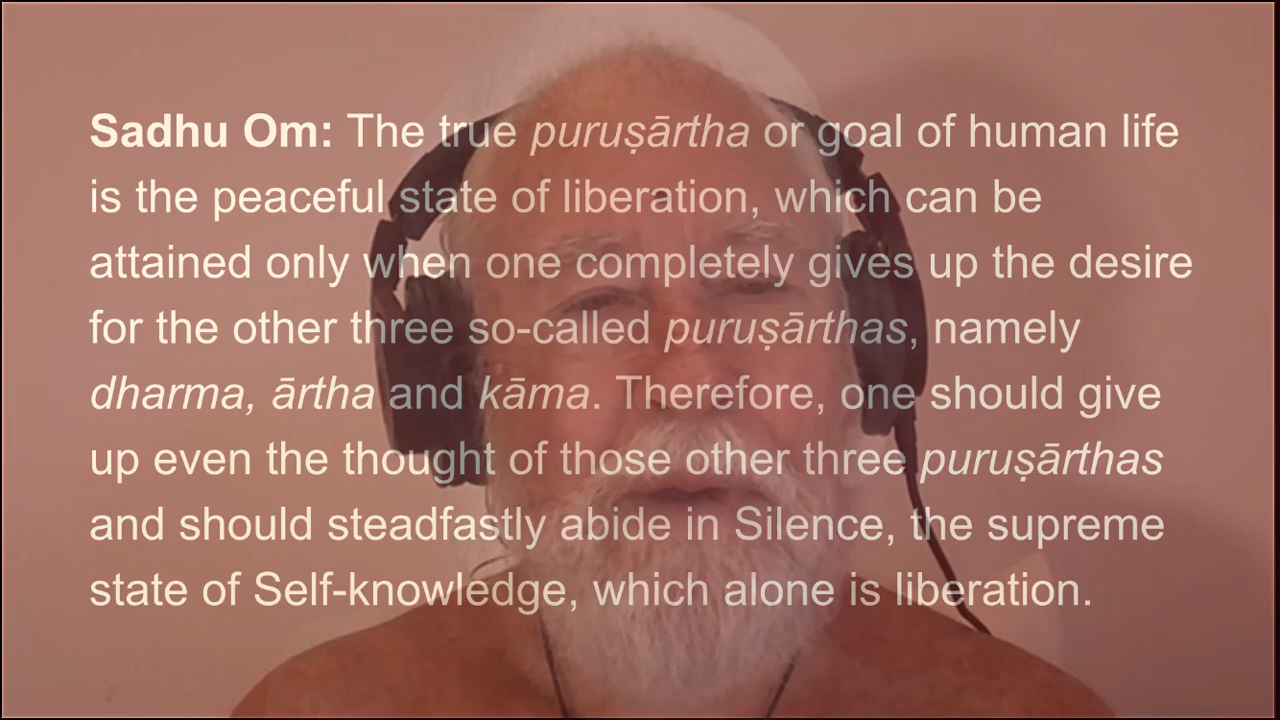 Sadhu Om: The true puruṣārtha or goal of human life
is the peaceful state of liberation, which can be
attained only when one completely gives up the desire
for the other three so-called puruṣārthas, namely
dharma, ārtha and kāma. Therefore, one should give
up even the thought of those other three puruṣārthas
and should steadfastly abide in Silence, the supreme
state of Self-knowledge, which alone is liberation.